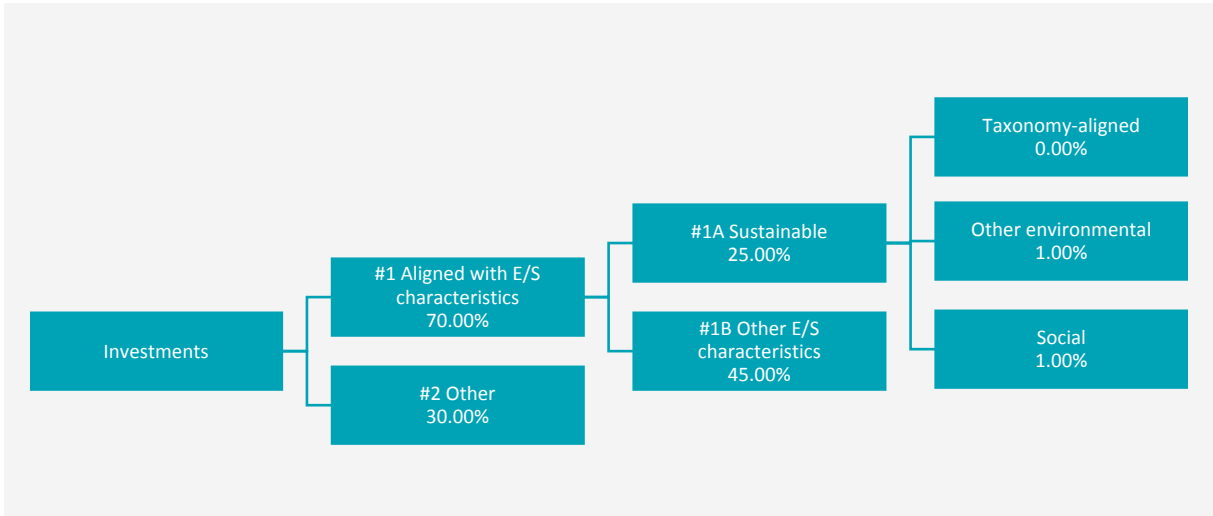 Investments
#1 Aligned with E/S
characteristics
70.00%
#2 Other
30.00%
#1A Sustainable
25.00%
#1B Other E/S
characteristics
45.00%
Taxonomy-aligned
0.00%
Other environmental
1.00%
Social
1.00%